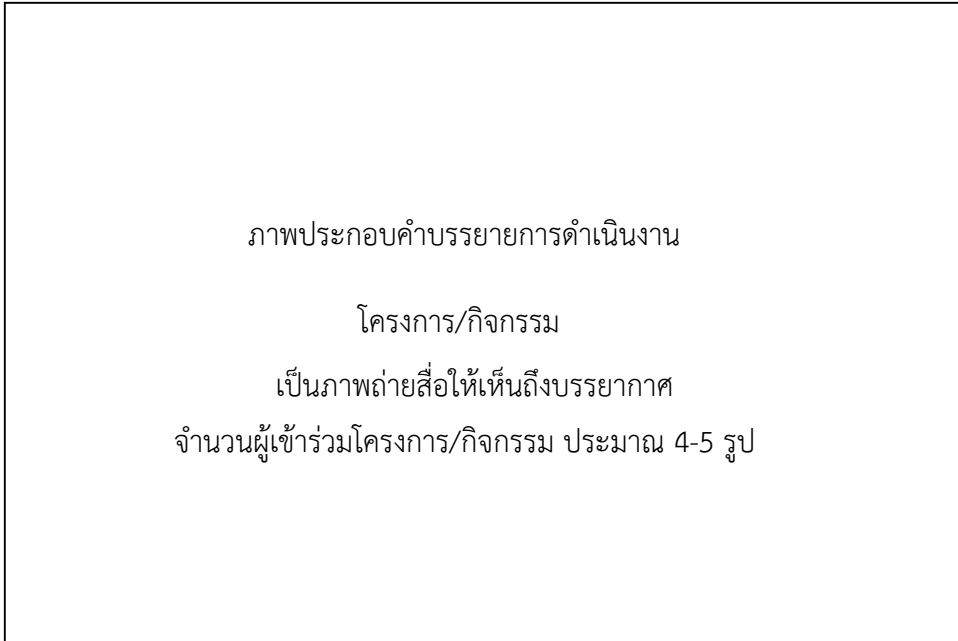 ภาพประกอบคำบรรยายการดำเนินงาน
โครงการ/กิจกรรม
เป็นภาพถ่ายสื่อให้เห็นถึงบรรยากาศ
จำนวนผู้เข้าร่วมโครงการ/กิจกรรม ประมาณ 4-5 รูป